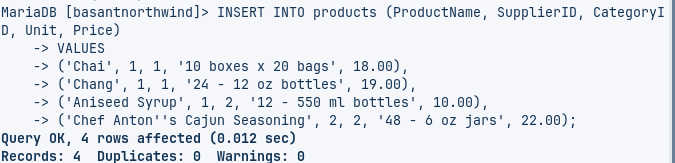 MariaDB [basantnorthwind]> INSERT INTO products (ProductName, SupplierID, CategoryI
D, Unit, Price)
    -> VALUES
    -> ('Chai', 1, 1, '10 boxes x 20 bags', 18.00),
    -> ('Chang', 1, 1, '24 - 12 oz bottles', 19.00),
    -> ('Aniseed Syrup', 1, 2, '12 - 550 ml bottles', 10.00),
    -> ('Chef Anton''s Cajun Seasoning', 2, 2, '48 - 6 oz jars', 22.00);
Query OK, 4 rows affected (0.012 sec)
Records: 4  Duplicates: 0  Warnings: 0